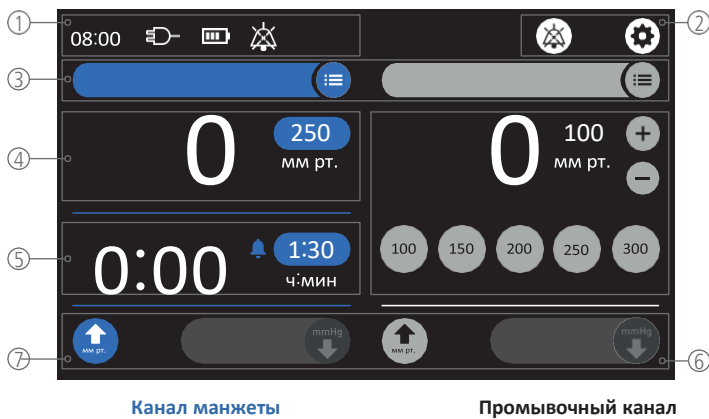 ① ②
08:00
③
④ 0 250 0 100 +
мм рт. мм рт. −
⑤ 0:00 1:30 100 150 200 250 300
ч:мин
⑦ mmHg mmHg ⑥
мм рт. мм рт.
Канал манжеты Промывочный канал